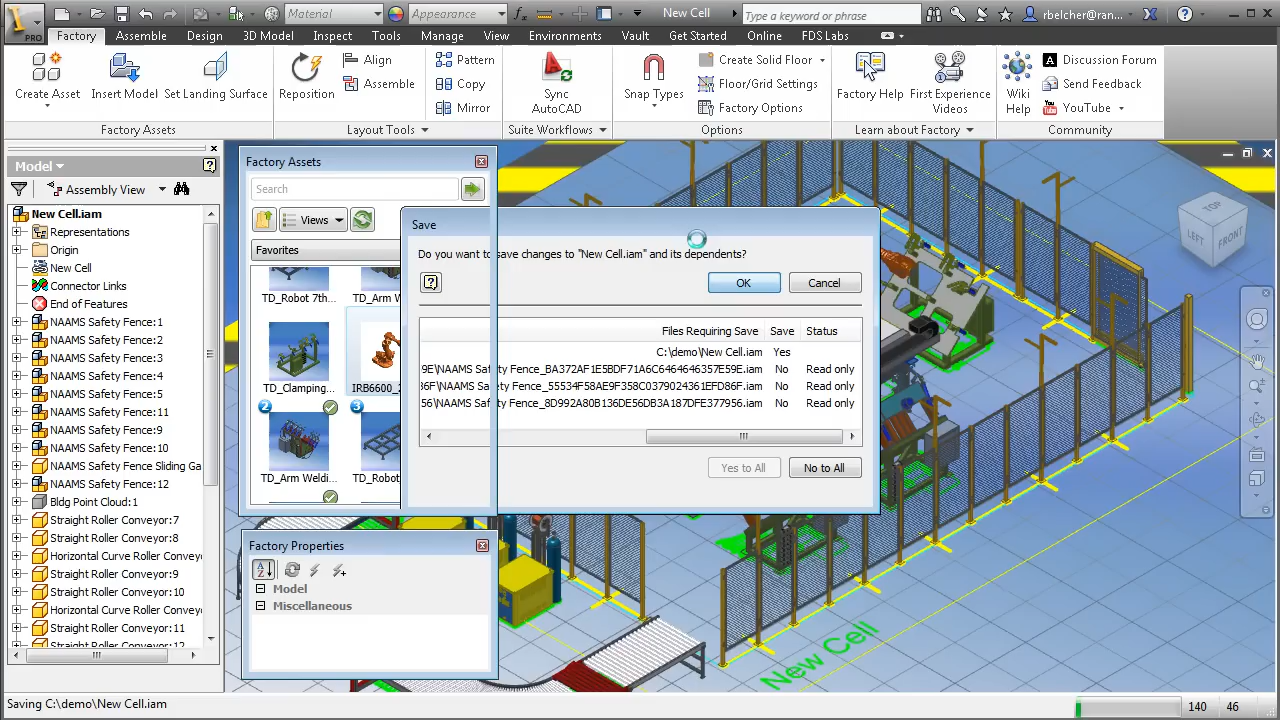 Material
Appearance
New Cell
Type a keyword or phrase
rbelcher@ran...
PRO
Factory
Assemble
Design
3D Model
Inspect
Tools
Manage
View
Environments
Vault
Get Started
Online
FDS Labs
Create Asset
Insert Model
Set Landing Surface
Factory Assets
Reposition
Align
Assemble
Pattern
Copy
Mirror
Layout Tools
Sync AutoCAD
Suite Workflows
Snap Types
Create Solid Floor
Floor/Grid Settings
Factory Options
Options
Factory Help
First Experience Videos
Learn about Factory
Wiki Help
Discussion Forum
Send Feedback
YouTube
Community
Model
Assembly View
New Cell.iam
Representations
Origin
New Cell
Connector Links
End of Features
NAAMS Safety Fence:1
NAAMS Safety Fence:2
NAAMS Safety Fence:3
NAAMS Safety Fence:4
NAAMS Safety Fence:5
NAAMS Safety Fence:11
NAAMS Safety Fence:9
NAAMS Safety Fence:10
NAAMS Safety Fence Sliding Ga
NAAMS Safety Fence:12
Bldg Point Cloud:1
Straight Roller Conveyor:7
Straight Roller Conveyor:8
Horizontal Curve Roller Conveyo
Straight Roller Conveyor:9
Straight Roller Conveyor:10
Horizontal Curve Roller Conveyo
Straight Roller Conveyor:11
Straight Roller Conveyor:12
Factory Assets
Search
Views
Favorites
TD_Robot 7th...
TD_Arm W
TD_Clamping...
IRB6600_2
2
3
TD_Arm Weldi...
TD_Robot
Save
Do you want to save changes to "New Cell.iam" and its dependents?
OK
Cancel
Files Requiring Save
Save
Status
C:\demo\New Cell.iam
Yes
9E\NAAMS Safety Fence_BA372AF1E5BDF71A6C6464646357E59E.iam
No
Read only
36F\NAAMS Safety Fence_55534F58AE9F358C0379024361EFD86F.iam
No
Read only
56\NAAMS Safety Fence_8D992A80B136DE56DB3A187DFE377956.iam
No
Read only
Yes to All
No to All
Factory Properties
Model
Miscellaneous
TOP
LEFT
FRONT
New Cell
Saving C:\demo\New Cell.iam
140
46